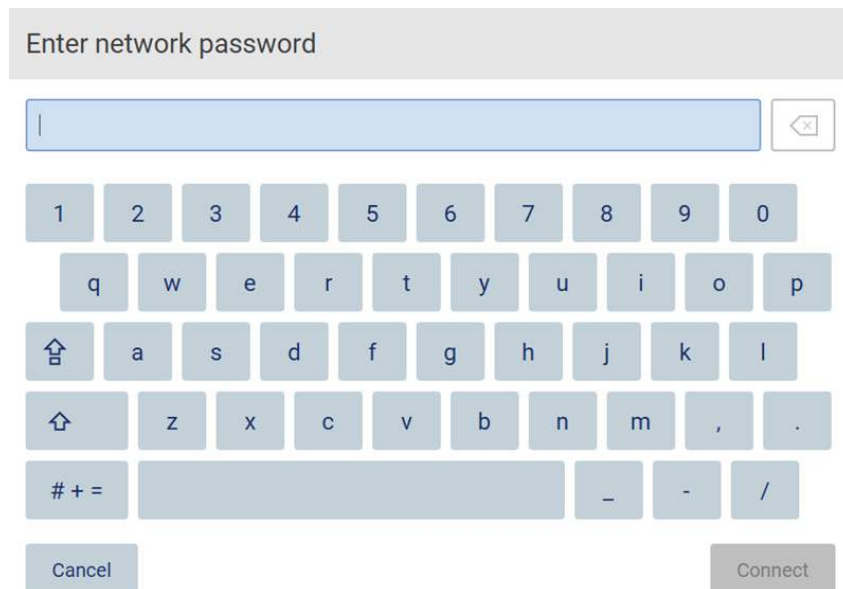 Enter network password
1 2 3 4 5 6 7 8 9 0
q w e r t y u i o p
a s d f g h j k l
z x c v b n m , .
# + = _ - /
Cancel Connect